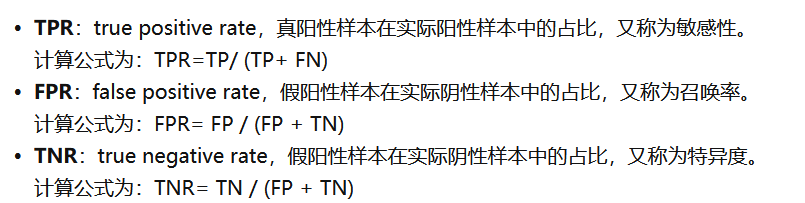 • TPR：true positive rate，真阳性样本在实际阳性样本中的占比，又称为敏感性。
计算公式为：TPR=TP/ (TP+ FN)
• FPR：false positive rate，假阳性样本在实际阴性样本中的占比，又称为召唤率。
计算公式为：FPR= FP / (FP + TN)
• TNR：true negative rate，假阳性样本在实际阴性样本中的占比，又称为特异度。
计算公式为：TNR= TN / (FP + TN)